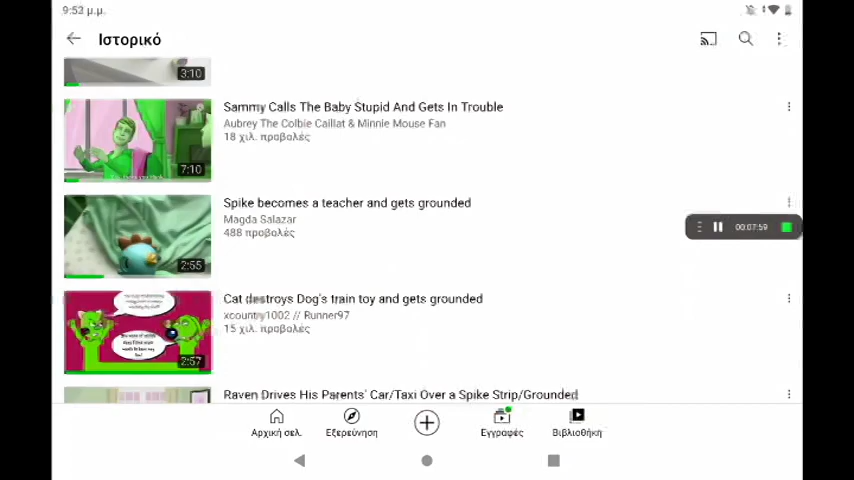 9:53 μ.μ.
Ιστορικό
3:10
Sammy Calls The Baby Stupid And Gets In Trouble
Aubrey The Colbie Caillat & Minnie Mouse Fan
18 χιλ. προβολές
7:10
Spike becomes a teacher and gets grounded
Magda Salazar
488 προβολές
2:55
00:07:59
Cat destroys Dog's train toy and gets grounded
xcountry1002 // Runner97
15 χιλ. προβολές
2:57
Raven Drives His Parents' Car/Taxi Over a Spike Strip/Grounded
Αρχική σελ.
Εξερεύνηση
Εγγραφές
Βιβλιοθήκη